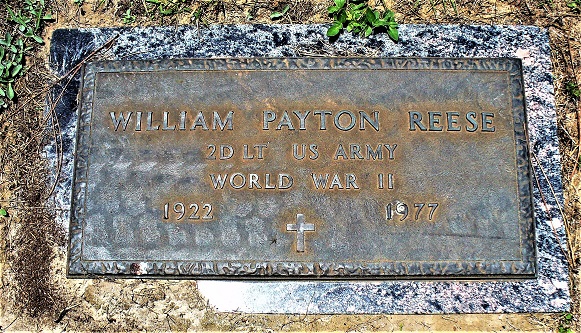 WILLIAM PAYTON REESE
2D LT US ARMY
WORLD WAR II
1922 1977